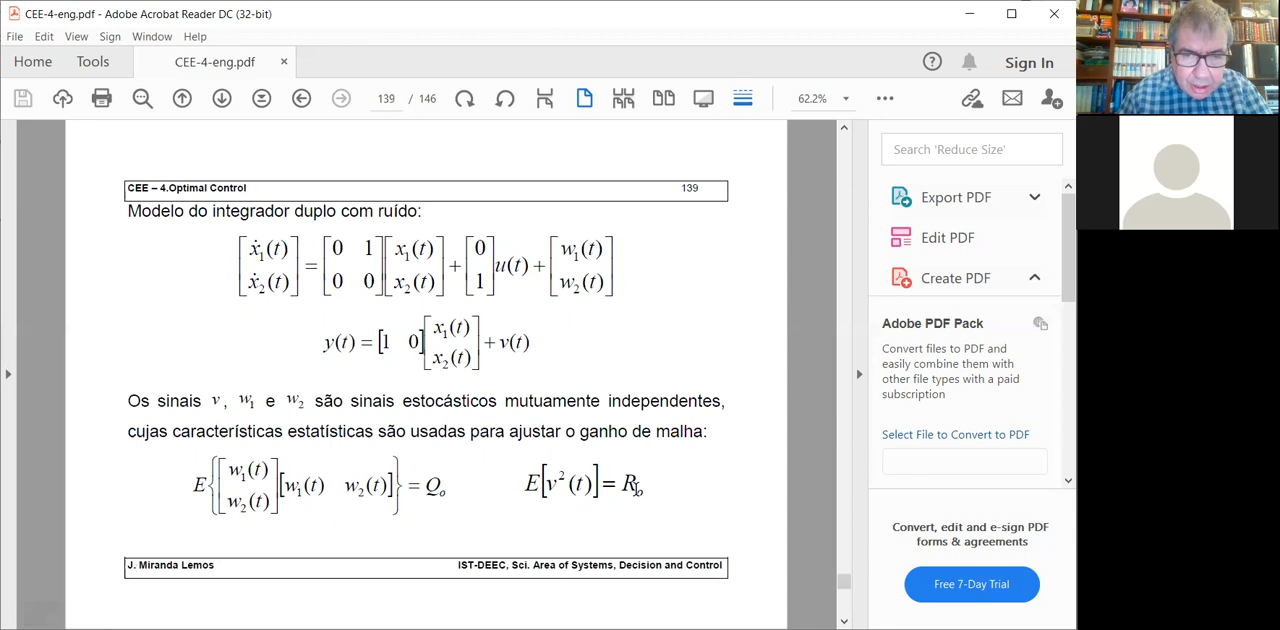 CEE-4-eng.pdf - Adobe Acrobat Reader DC (32-bit)
File Edit View Sign Window Help
Home Tools CEE-4-eng.pdf × Sign In
139 / 146 62.2%
CEE – 4.Optimal Control 139
Modelo do integrador duplo com ruído:
[ẋ₁(t) ẋ₂(t)] = [0 1; 0 0][x₁(t) x₂(t)] + [0 1]u(t) + [w₁(t) w₂(t)]
y(t) = [1 0][x₁(t) x₂(t)] + v(t)
Os sinais v, w₁ e w₂ são sinais estocásticos mutuamente independentes,
cujas características estatísticas são usadas para ajustar o ganho de malha:
E{[w₁(t) w₂(t)][w₁(t) w₂(t)]} = Qₒ E[v²(t)] = Rₒ
J. Miranda Lemos IST-DEEC, Sci. Area of Systems, Decision and Control
Search 'Reduce Size'
Export PDF
Edit PDF
Create PDF
Adobe PDF Pack
Convert files to PDF and
easily combine them with
other file types with a paid
subscription
Select File to Convert to PDF
Convert, edit and e-sign PDF
forms & agreements
Free 7-Day Trial